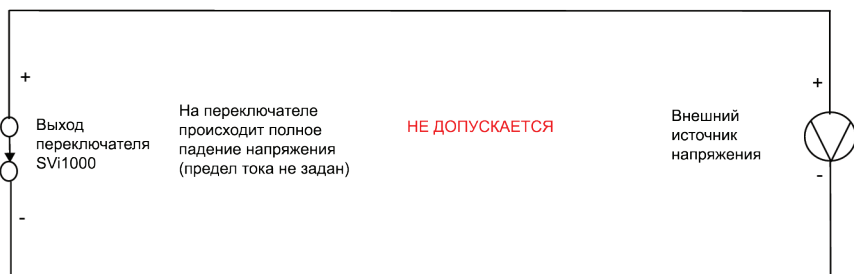 +
Выход
переключателя
SVi1000
-
На переключателе
происходит полное
падение напряжения
(предел тока не задан)
НЕ ДОПУСКАЕТСЯ
Внешний
источник
напряжения
+
-